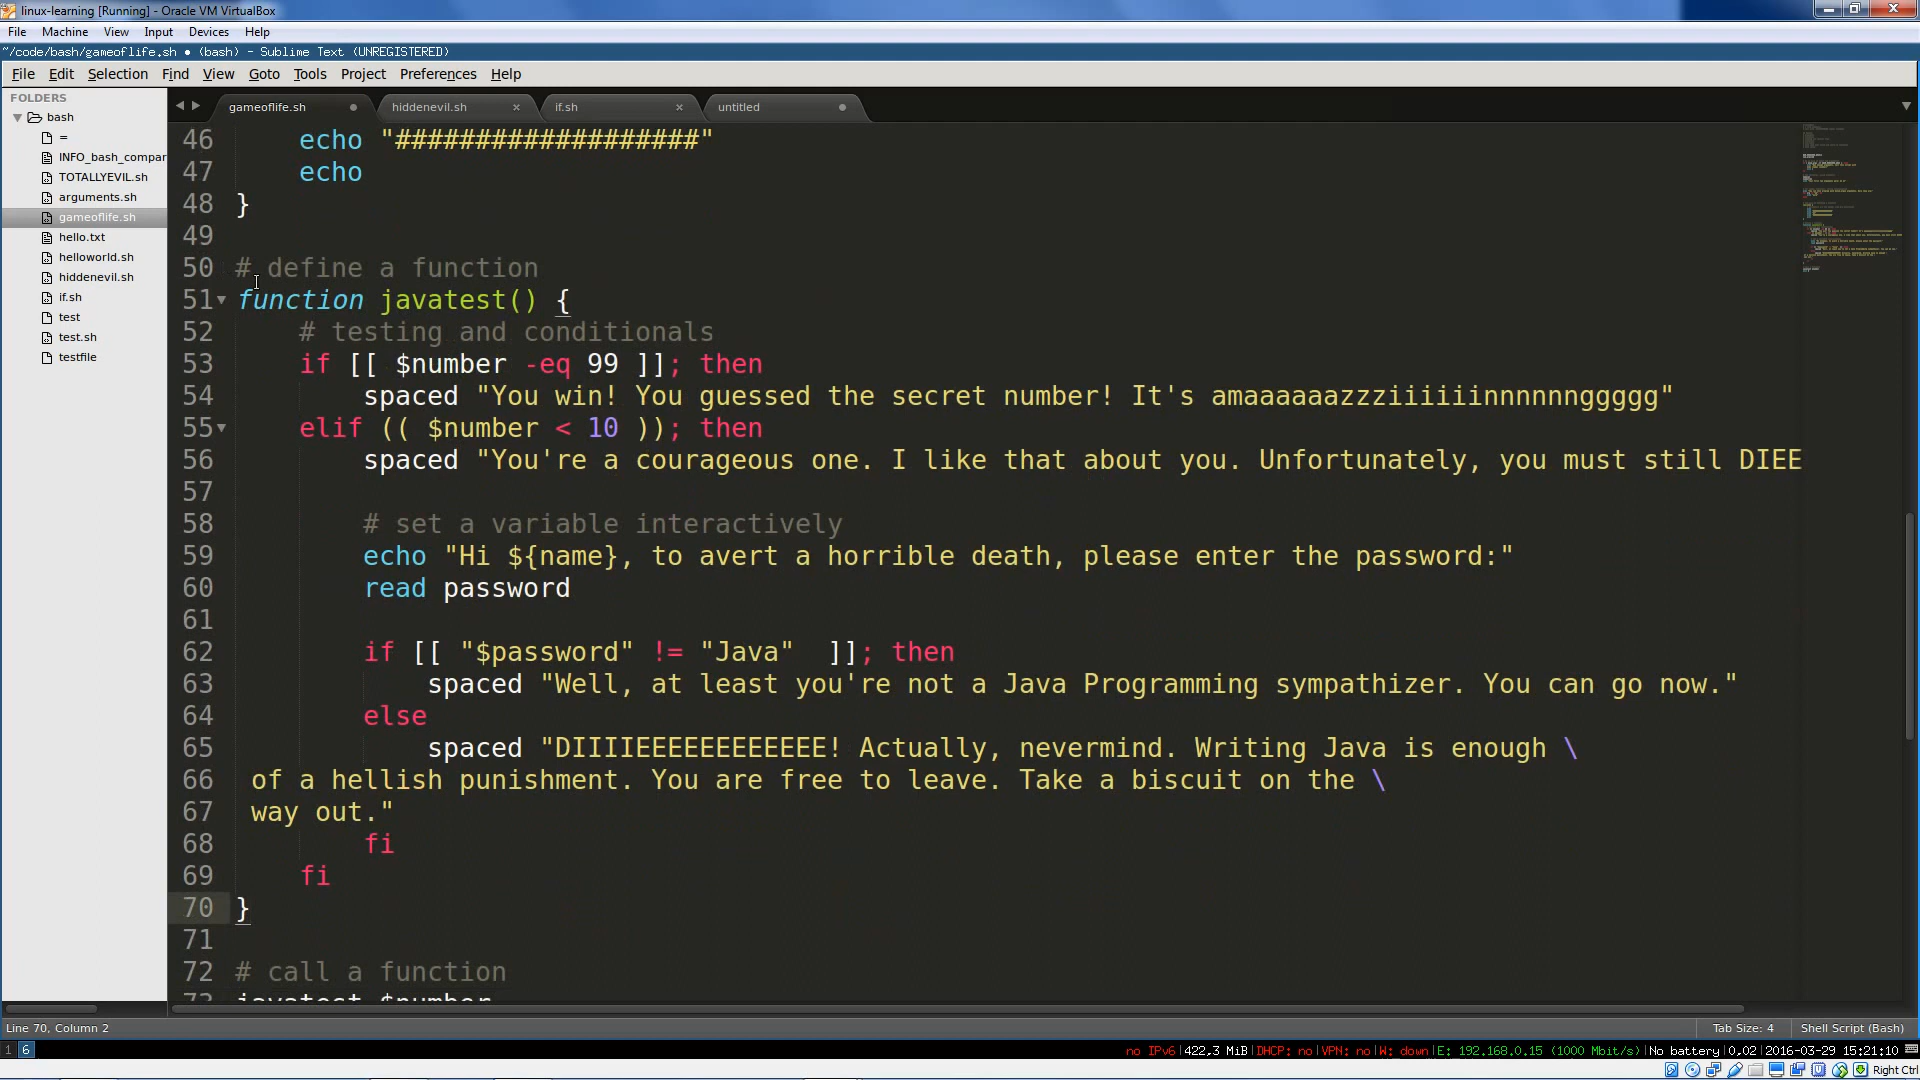 linux-learning [Running] - Oracle VM VirtualBox
File Machine View Input Devices Help
~/code/bash/gameoflife.sh • (bash) - Sublime Text (UNREGISTERED)
File Edit Selection Find View Goto Tools Project Preferences Help
FOLDERS
bash
=
INFO_bash_compar
TOTALLYEVIL.sh
arguments.sh
gameoflife.sh
hello.txt
helloworld.sh
hiddenevil.sh
if.sh
test
test.sh
testfile
gameoflife.sh hiddenevil.sh if.sh untitled
46     echo "###################"
47     echo
48 }
49
50 # define a function
51 function javatest() {
52     # testing and conditionals
53     if [[ $number -eq 99 ]]; then
54         spaced "You win! You guessed the secret number! It's amaaaaaazzziiiiiinnnnnnggggg"
55     elif (( $number < 10 )); then
56         spaced "You're a courageous one. I like that about you. Unfortunately, you must still DIEE
57
58         # set a variable interactively
59         echo "Hi ${name}, to avert a horrible death, please enter the password:"
60         read password
61
62         if [[ "$password" != "Java"  ]]; then
63             spaced "Well, at least you're not a Java Programming sympathizer. You can go now."
64         else
65             spaced "DIIIIEEEEEEEEEEEE! Actually, nevermind. Writing Java is enough \
66  of a hellish punishment. You are free to leave. Take a biscuit on the \
67  way out."
68         fi
69     fi
70 }
71
72 # call a function
73 javatest $number
Line 70, Column 2
Tab Size: 4
Shell Script (Bash)
1 6
no IPv6|422.3 MiB|DHCP: no|VPN: no|W: down|E: 192.168.0.15 (1000 Mbit/s)|No battery|0.02|2016-03-29 15:21:10
Right Ctrl